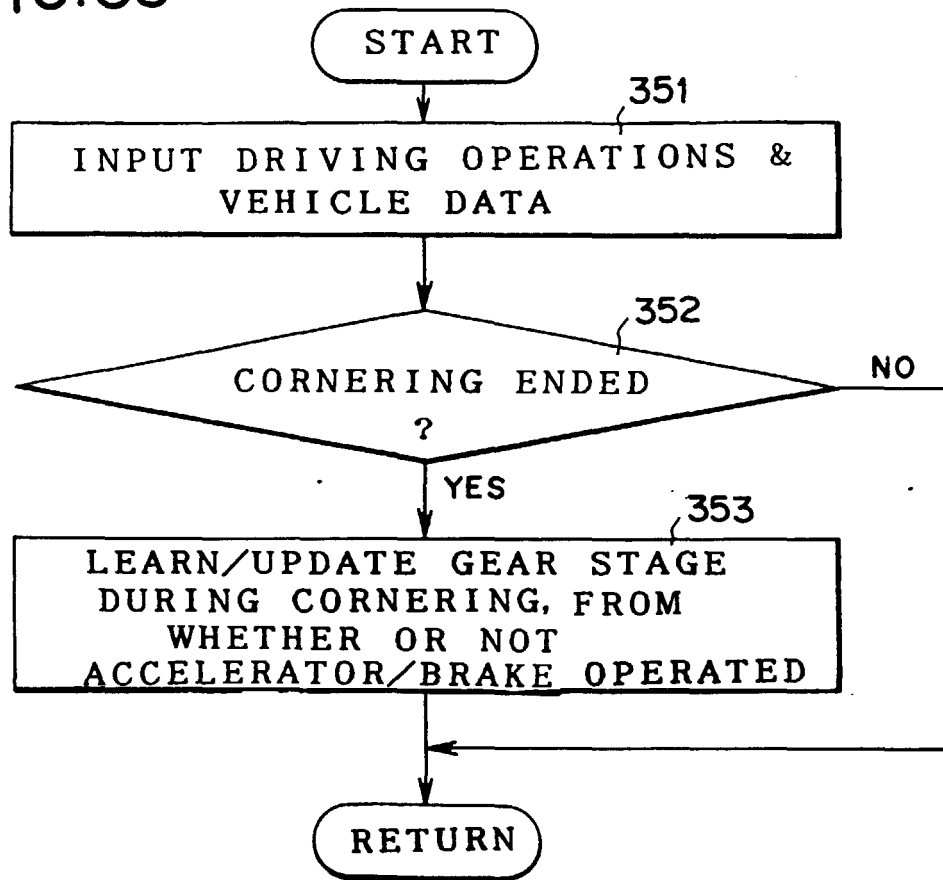 START
351
INPUT DRIVING OPERATIONS &
VEHICLE DATA
352
CORNERING ENDED
?
NO
YES
353
LEARN/UPDATE GEAR STAGE
DURING CORNERING, FROM
WHETHER OR NOT
ACCELERATOR/BRAKE OPERATED
RETURN